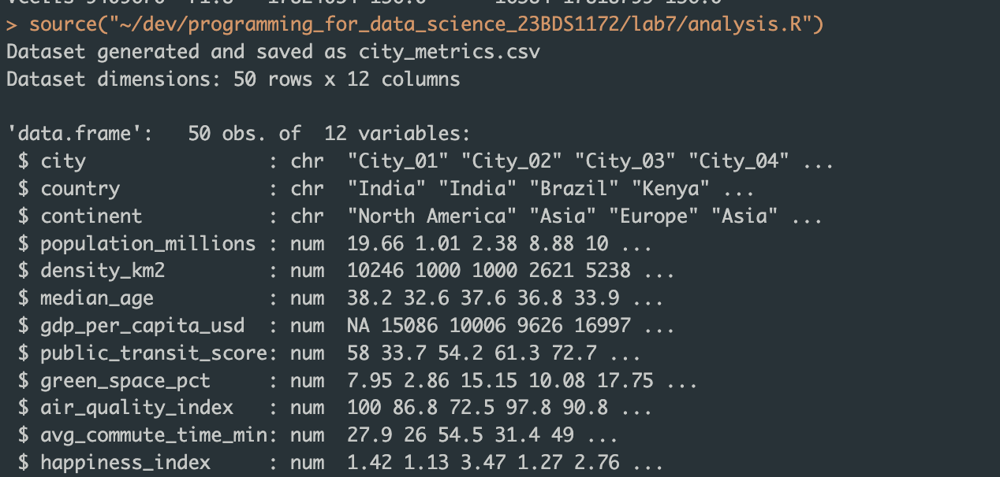 > source("~/dev/programming_for_data_science_23BDS1172/lab7/analysis.R")
Dataset generated and saved as city_metrics.csv
Dataset dimensions: 50 rows x 12 columns
'data.frame':   50 obs. of  12 variables:
 $ city                : chr  "City_01" "City_02" "City_03" "City_04" ...
 $ country             : chr  "India" "India" "Brazil" "Kenya" ...
 $ continent           : chr  "North America" "Asia" "Europe" "Asia" ...
 $ population_millions : num  19.66 1.01 2.38 8.88 10 ...
 $ density_km2         : num  10246 1000 1000 2621 5238 ...
 $ median_age          : num  38.2 32.6 37.6 36.8 33.9 ...
 $ gdp_per_capita_usd  : num  NA 15086 10006 9626 16997 ...
 $ public_transit_score: num  58 33.7 54.2 61.3 72.7 ...
 $ green_space_pct     : num  7.95 2.86 15.15 10.08 17.75 ...
 $ air_quality_index   : num  100 86.8 72.5 97.8 90.8 ...
 $ avg_commute_time_min: num  27.9 26 54.5 31.4 49 ...
 $ happiness_index     : num  1.42 1.13 3.47 1.27 2.76 ...